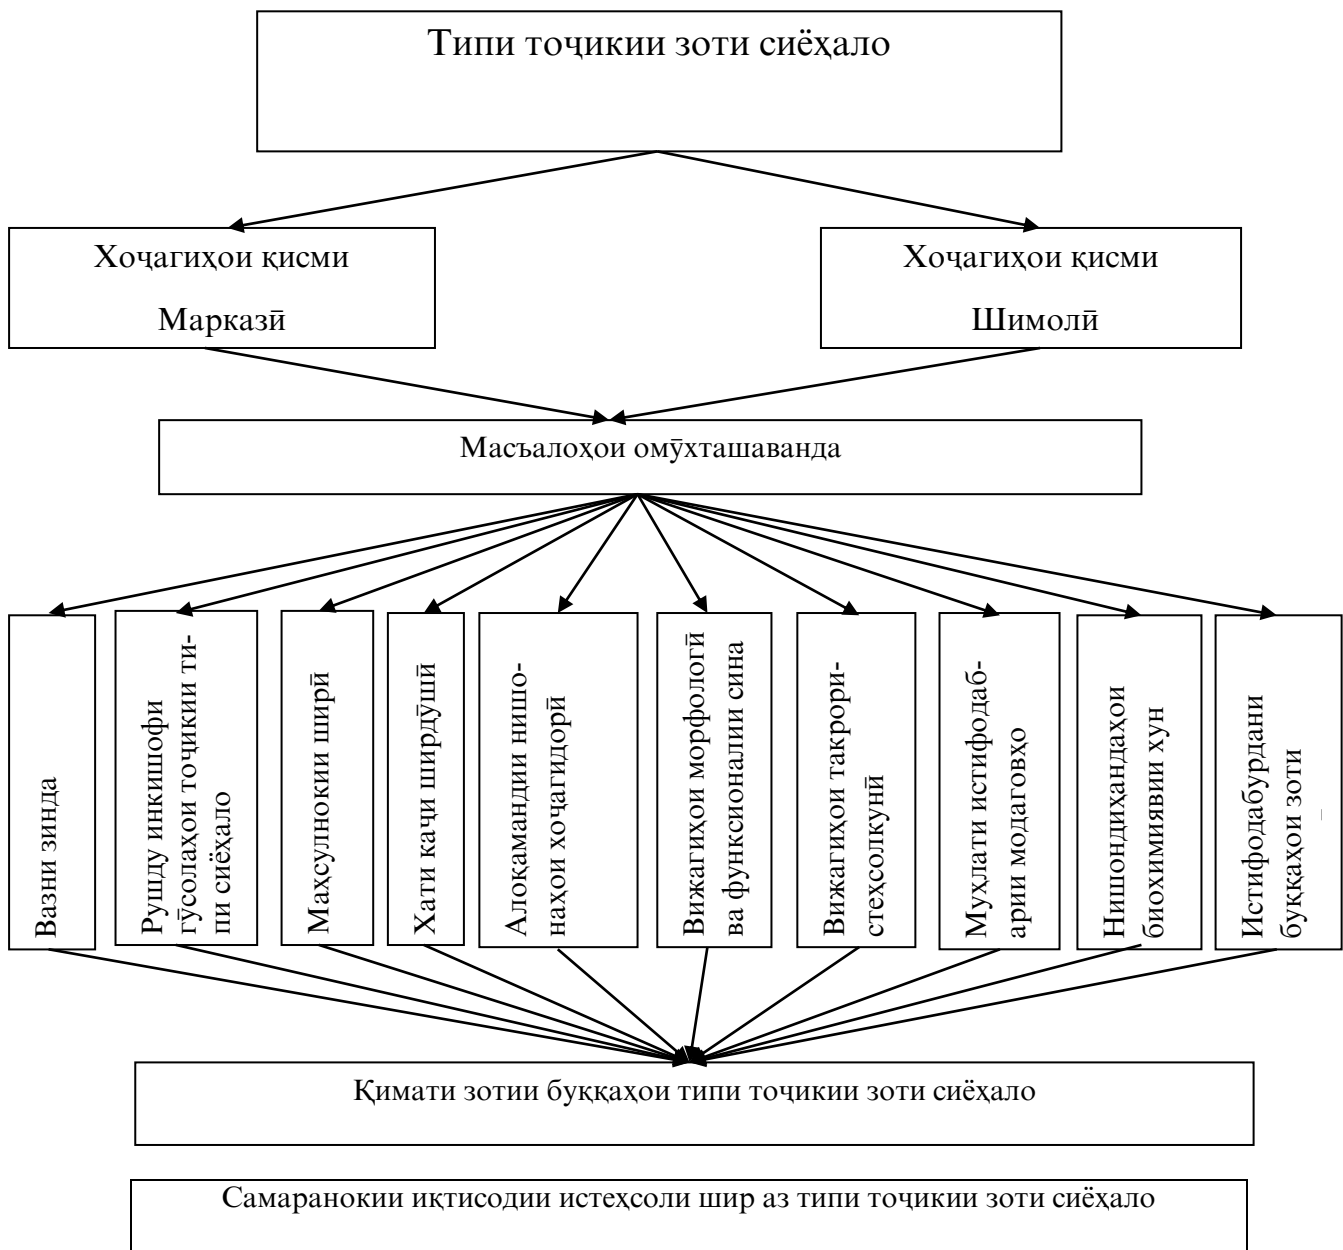 Типи тоҷикии зоти сиёҳало
Хоҷагиҳои қисми
Марказӣ
Хоҷагиҳои қисми
Шимолӣ
Масъалоҳои омӯхташаванда
Вазни зинда
Рушду инкишофи
гӯсолаҳои тоҷикии ти-
пи сиёҳало
Маҳсулнокии ширӣ
Хати каҷи ширдӯшӣ
Алоқамандии нишо-
наҳои хоҷагидорӣ
Вижагиҳои морфологӣ
ва функсионалии сина
Вижагиҳои такрори-
стеҳсолкунӣ
Муҳлати истифодаб-
арии модаговҳо
Нишондиҳандаҳои
биохимиявии хун
Истифодабурдани
буққаҳои зоти
Қимати зотии буққаҳои типи тоҷикии зоти сиёҳало
Самаранокии иқтисодии истеҳсоли шир аз типи тоҷикии зоти сиёҳало